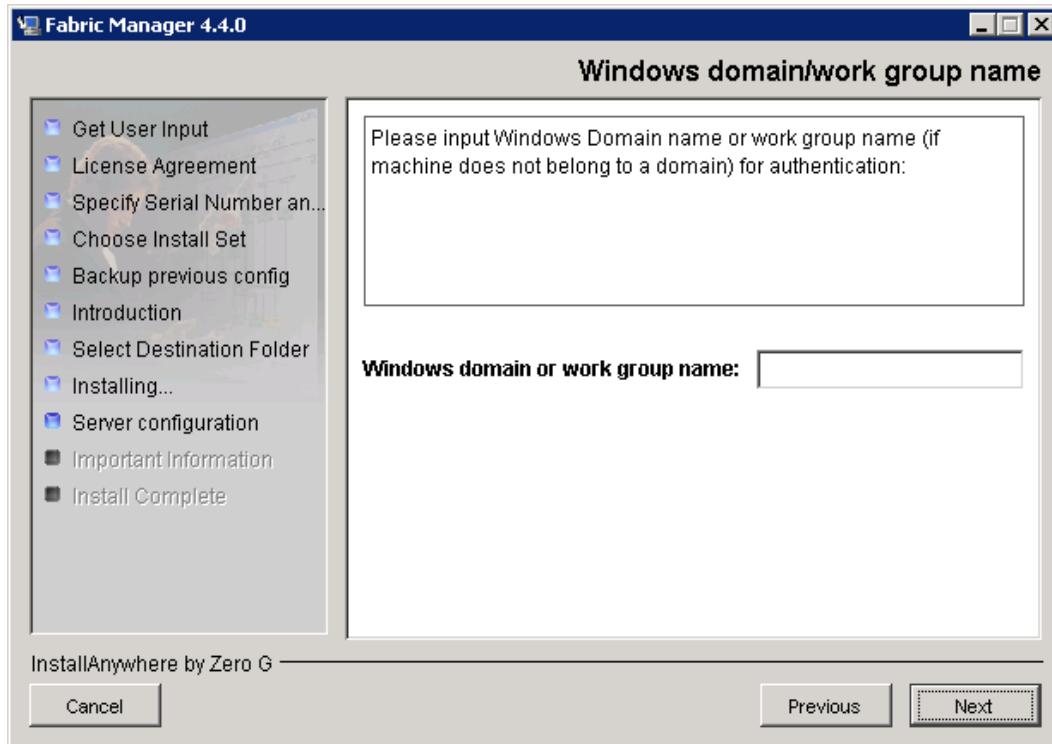 Fabric Manager 4.4.0
Windows domain/work group name
Get User Input
License Agreement
Specify Serial Number an...
Choose Install Set
Backup previous config
Introduction
Select Destination Folder
Installing...
Server configuration
Important Information
Install Complete
Please input Windows Domain name or work group name (if
machine does not belong to a domain) for authentication:
Windows domain or work group name:
InstallAnywhere by Zero G
Cancel
Previous
Next